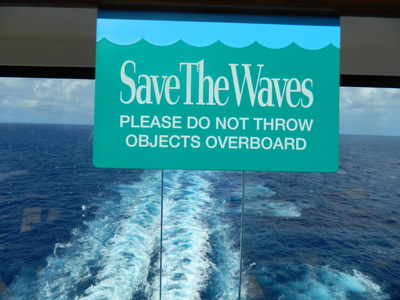 Save The Waves
PLEASE DO NOT THROW
OBJECTS OVERBOARD